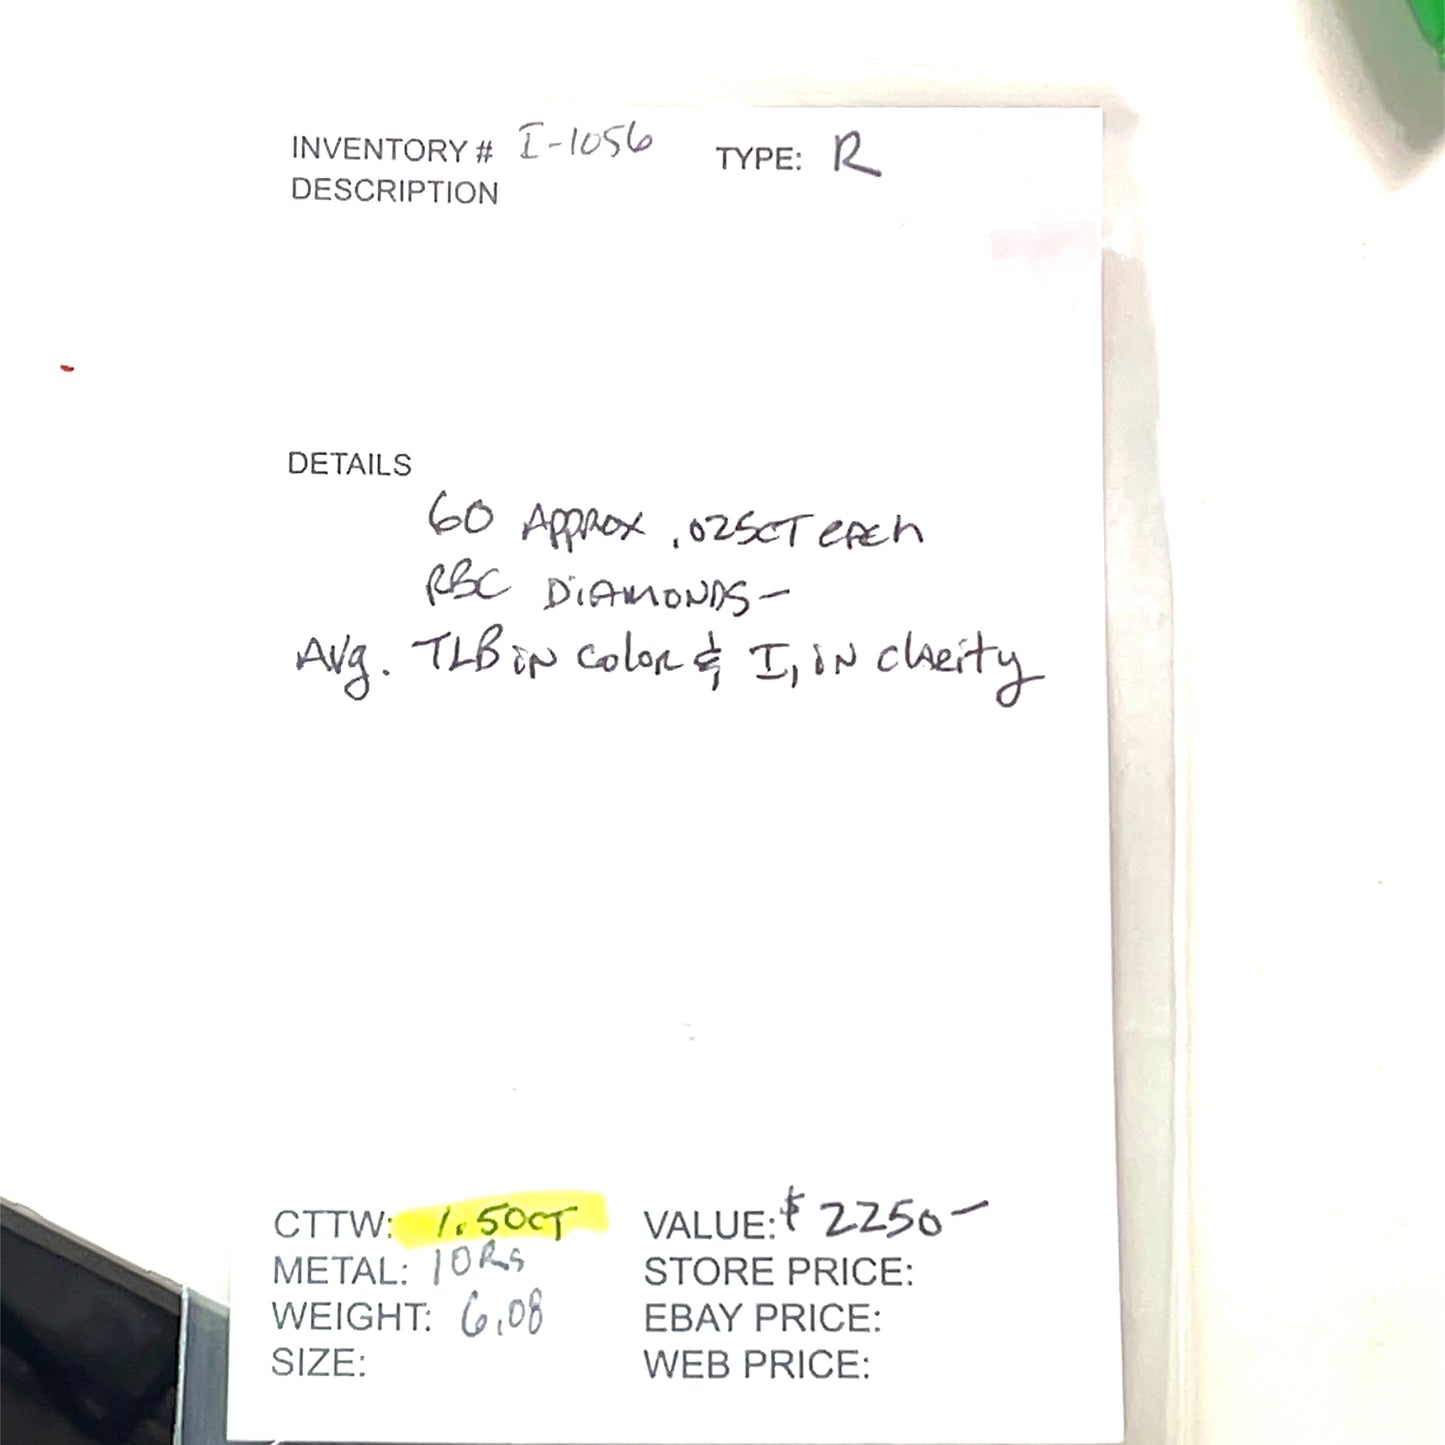 INVENTORY # I-1056 TYPE: R
DESCRIPTION
DETAILS
60 Approx .025CT each
RBC DIAMONDS-
Avg. TLB in color & I, in clarity
CTTW: 1.50CT VALUE: $2250-
METAL: 10RG STORE PRICE:
WEIGHT: 6.08 EBAY PRICE:
SIZE: WEB PRICE: